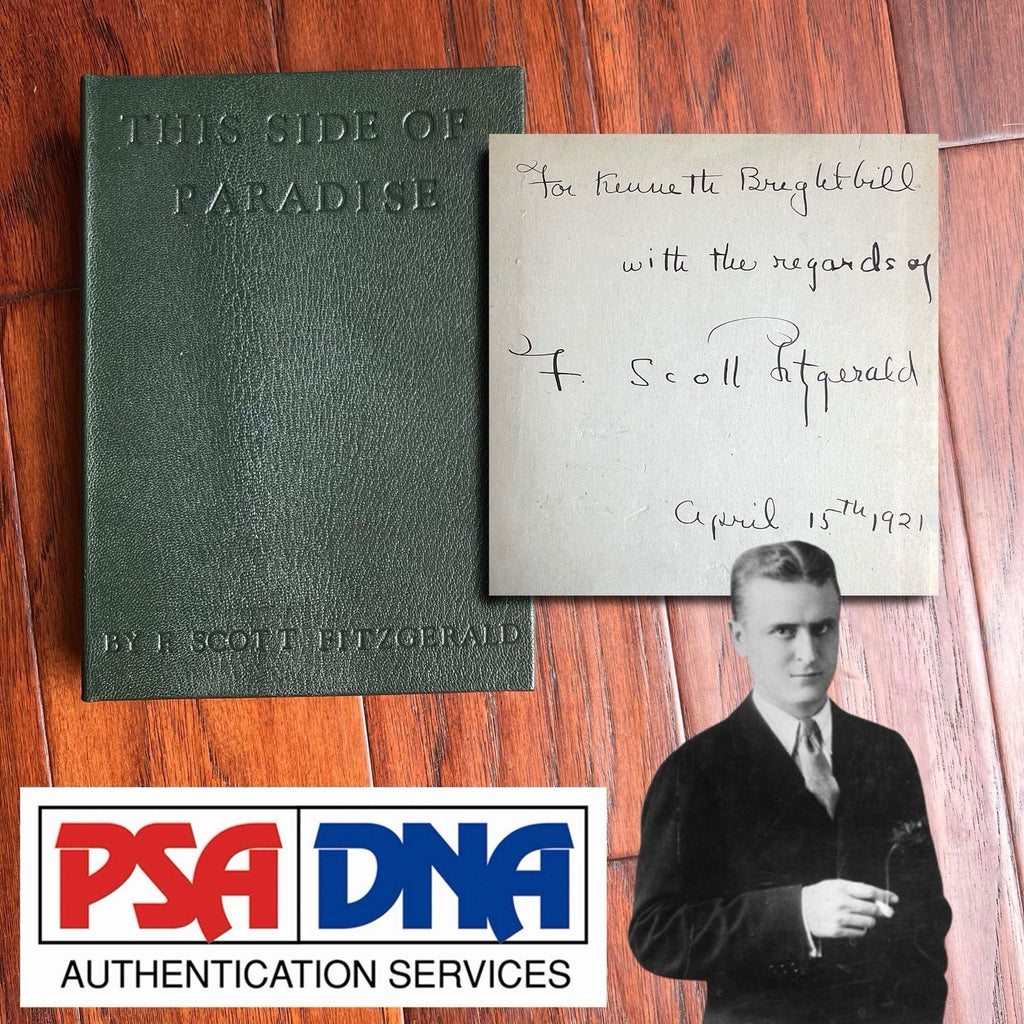 THIS SIDE OF
PARADISE
BY F. SCOTT FITZGERALD
For Kenneth Breghtbill
with the regards of
F. Scott Fitzgerald
April 15th 1921
PSA DNA
AUTHENTICATION SERVICES